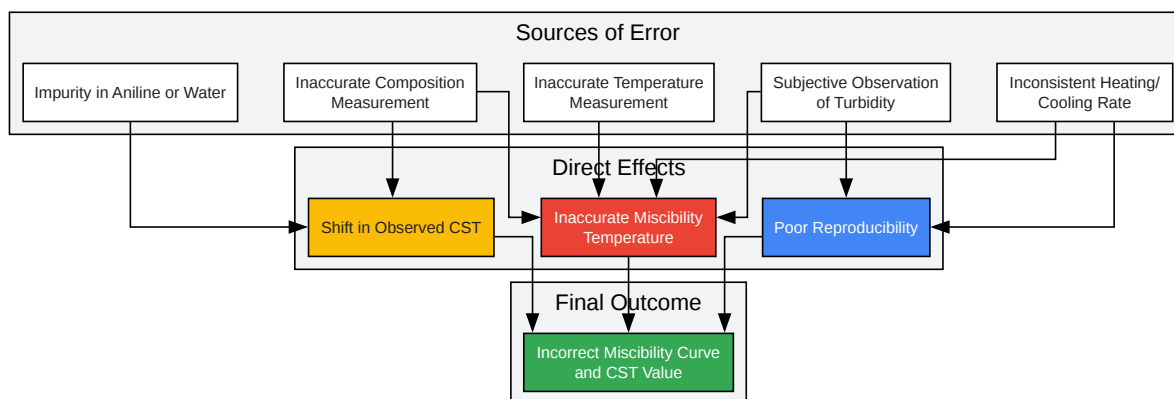 Sources of Error
Impurity in Aniline or Water
Inaccurate Composition
Measurement
Inaccurate Temperature
Measurement
Subjective Observation
of Turbidity
Inconsistent Heating/
Cooling Rate
Direct Effects
Shift in Observed CST
Inaccurate Miscibility
Temperature
Poor Reproducibility
Final Outcome
Incorrect Miscibility Curve
and CST Value